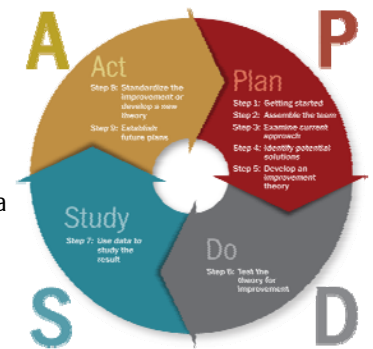 A
P
Act
Step 8: Standardize the
improvement or
develop a new
theory
Step 9: Establish
future plans
Plan
Step 1: Getting started
Step 2: Assemble the team
Step 3: Examine current
approach
Step 4: Identify potential
solutions
Step 5: Develop an
improvement
theory
a
Study
Step 7: Use data to
study the
result
Do
Step 6: Test the
theory for
improvement
S
D